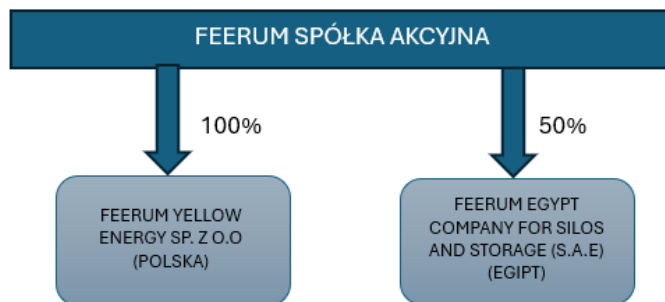 FEERUM SPÓŁKA AKCYJNA
100%
50%
FEERUM YELLOW
ENERGY SP. Z O.O
(POLSKA)
FEERUM EGYPT
COMPANY FOR SILOS
AND STORAGE (S.A.E)
(EGIPT)